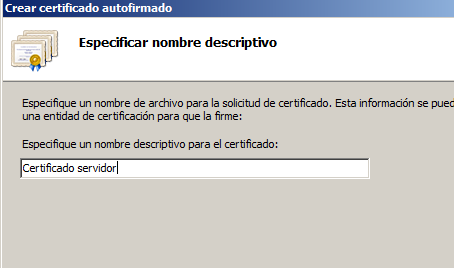 Crear certificado autofirmado
Especificar nombre descriptivo
Especifique un nombre de archivo para la solicitud de certificado. Esta información se pued
una entidad de certificación para que la firme:
Especifique un nombre descriptivo para el certificado:
Certificado servidor